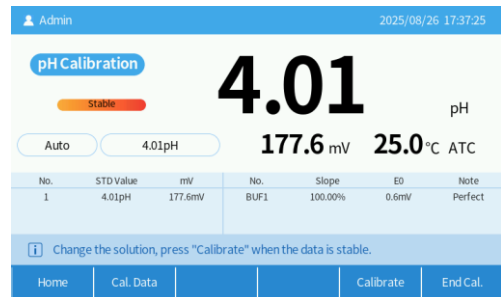 Admin 2025/08/26 17:37:25
pH Calibration
4.01 pH
Stable
Auto 4.01pH 177.6 mV 25.0 °C ATC
No. STD Value mV No. Slope E0 Note
1 4.01pH 177.6mV BUF1 100.00% 0.6mV Perfect
i Change the solution, press "Calibrate" when the data is stable.
Home Cal. Data Calibrate End Cal.